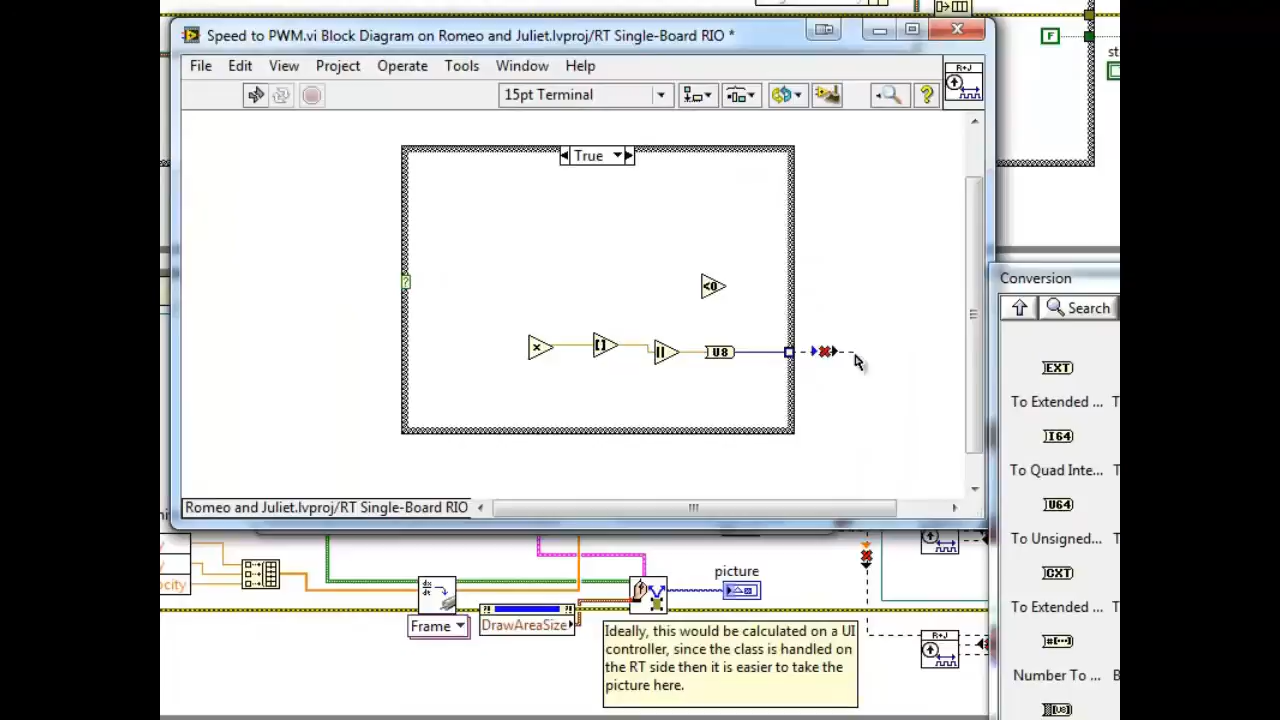 Speed to PWM.vi Block Diagram on Romeo and Juliet.lvproj/RT Single-Board RIO *
File Edit View Project Operate Tools Window Help
R+J
15pt Terminal
F
st
True
?
<0
x
U8
Conversion
Search
EXT
To Extended ... T
I64
To Quad Inte... T
U64
To Unsigned... T
CXT
To Extended ... T
#[...]
Number To ... B
Romeo and Juliet.lvproj/RT Single-Board RIO
ocity
Frame
?! ?!
DrawAreaSize
picture
R+J
Ideally, this would be calculated on a UI
controller, since the class is handled on
the RT side then it is easier to take the
picture here.